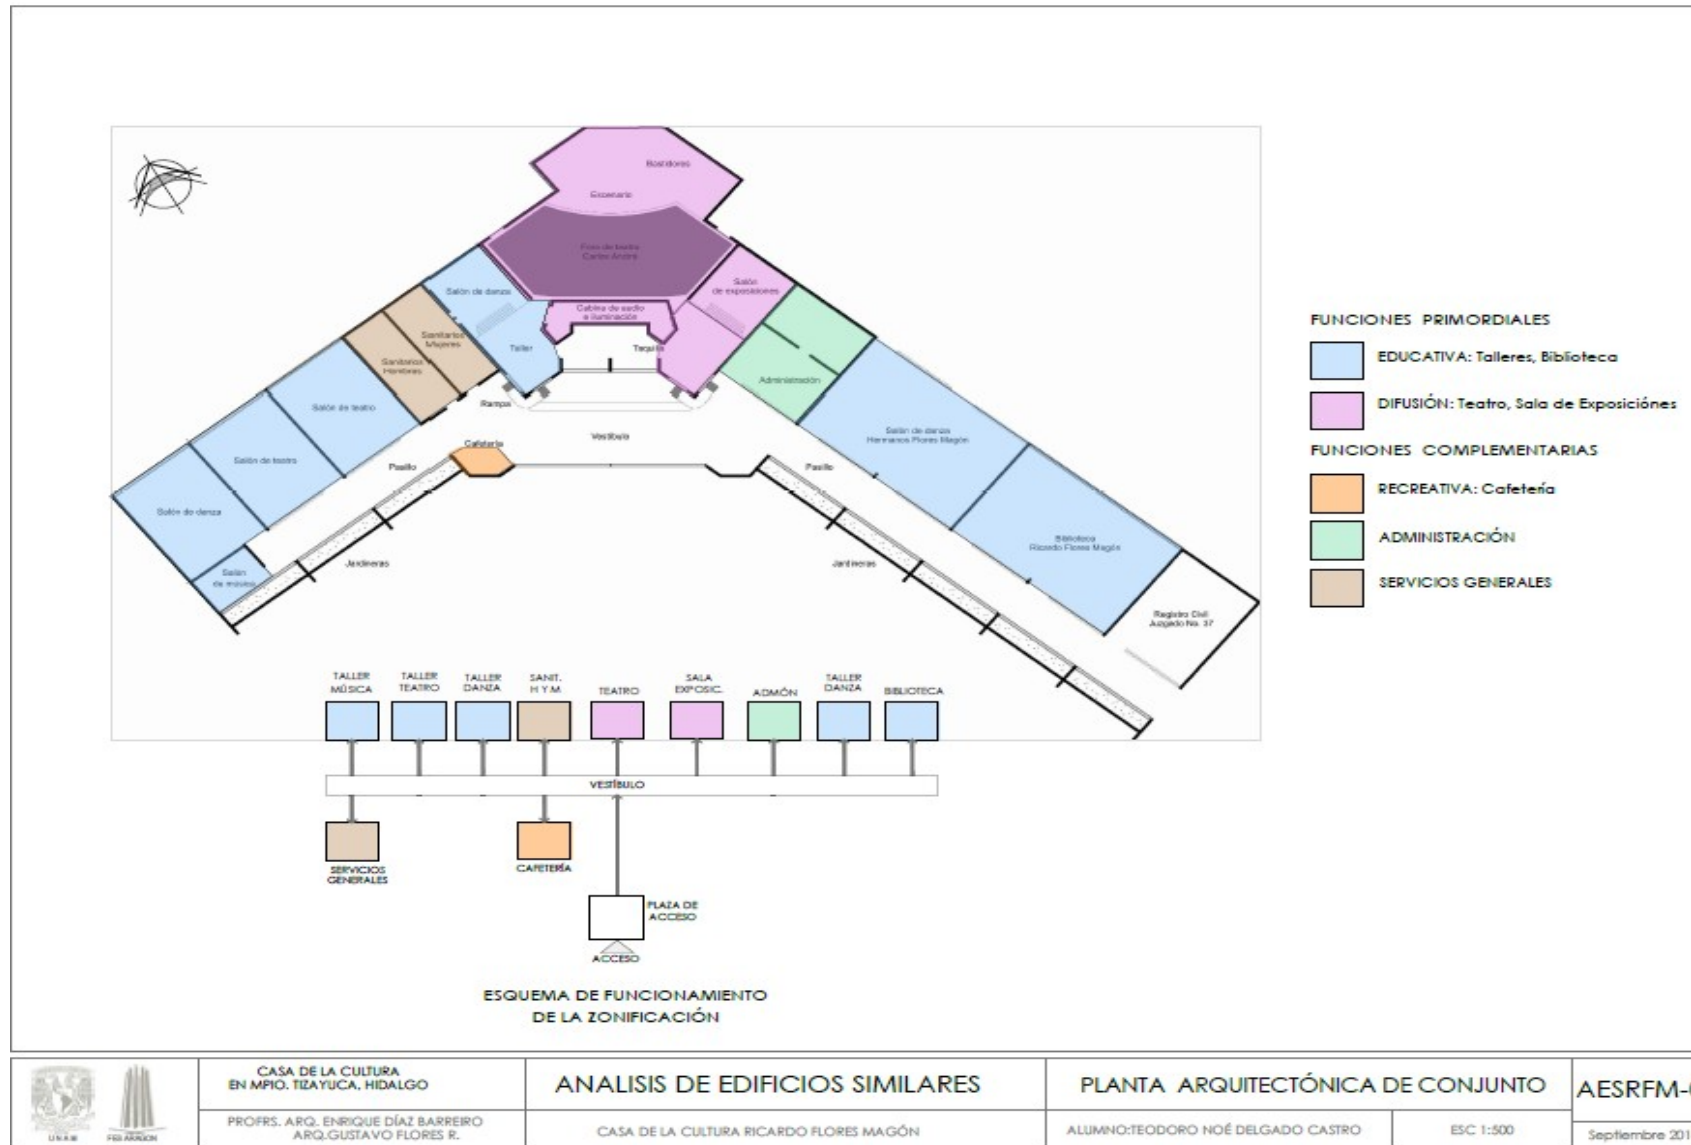 Bastidores
Escenario
Foro de teatro
Carlos Ancira
Salón de danza
Salón
de exposiciones
Cabina de audio
e iluminación
Sanitarios
Mujeres
Taller
Taquilla
Sanitarios
Hombres
Administración
Salón de teatro
Rampa
Vestíbulo
Salón de danza
Hermanos Flores Magón
Cafetería
Salón de teatro
Pasillo
Pasillo
Salón de danza
Biblioteca
Ricardo Flores Magón
Jardineras
Jardineras
Salón
de música
Registro Civil
Juzgado No. 37
FUNCIONES PRIMORDIALES
EDUCATIVA: Talleres, Biblioteca
DIFUSIÓN: Teatro, Sala de Exposiciónes
FUNCIONES COMPLEMENTARIAS
RECREATIVA: Cafetería
ADMINISTRACIÓN
SERVICIOS GENERALES
TALLER
MÚSICA
TALLER
TEATRO
TALLER
DANZA
SANIT.
H Y M
TEATRO
SALA
EXPOSIC.
ADMÓN
TALLER
DANZA
BIBLIOTECA
VESTÍBULO
SERVICIOS
GENERALES
CAFETERÍA
PLAZA DE
ACCESO
ACCESO
ESQUEMA DE FUNCIONAMIENTO
DE LA ZONIFICACIÓN
UNAM
FES ARAGON
CASA DE LA CULTURA
EN MPIO. TIZAYUCA, HIDALGO
PROFRS. ARQ. ENRIQUE DÍAZ BARREIRO
ARQ.GUSTAVO FLORES R.
ANALISIS DE EDIFICIOS SIMILARES
CASA DE LA CULTURA RICARDO FLORES MAGÓN
PLANTA ARQUITECTÓNICA DE CONJUNTO
ALUMNO:TEODORO NOÉ DELGADO CASTRO
ESC 1:500
AESRFM-
Septiembre 201